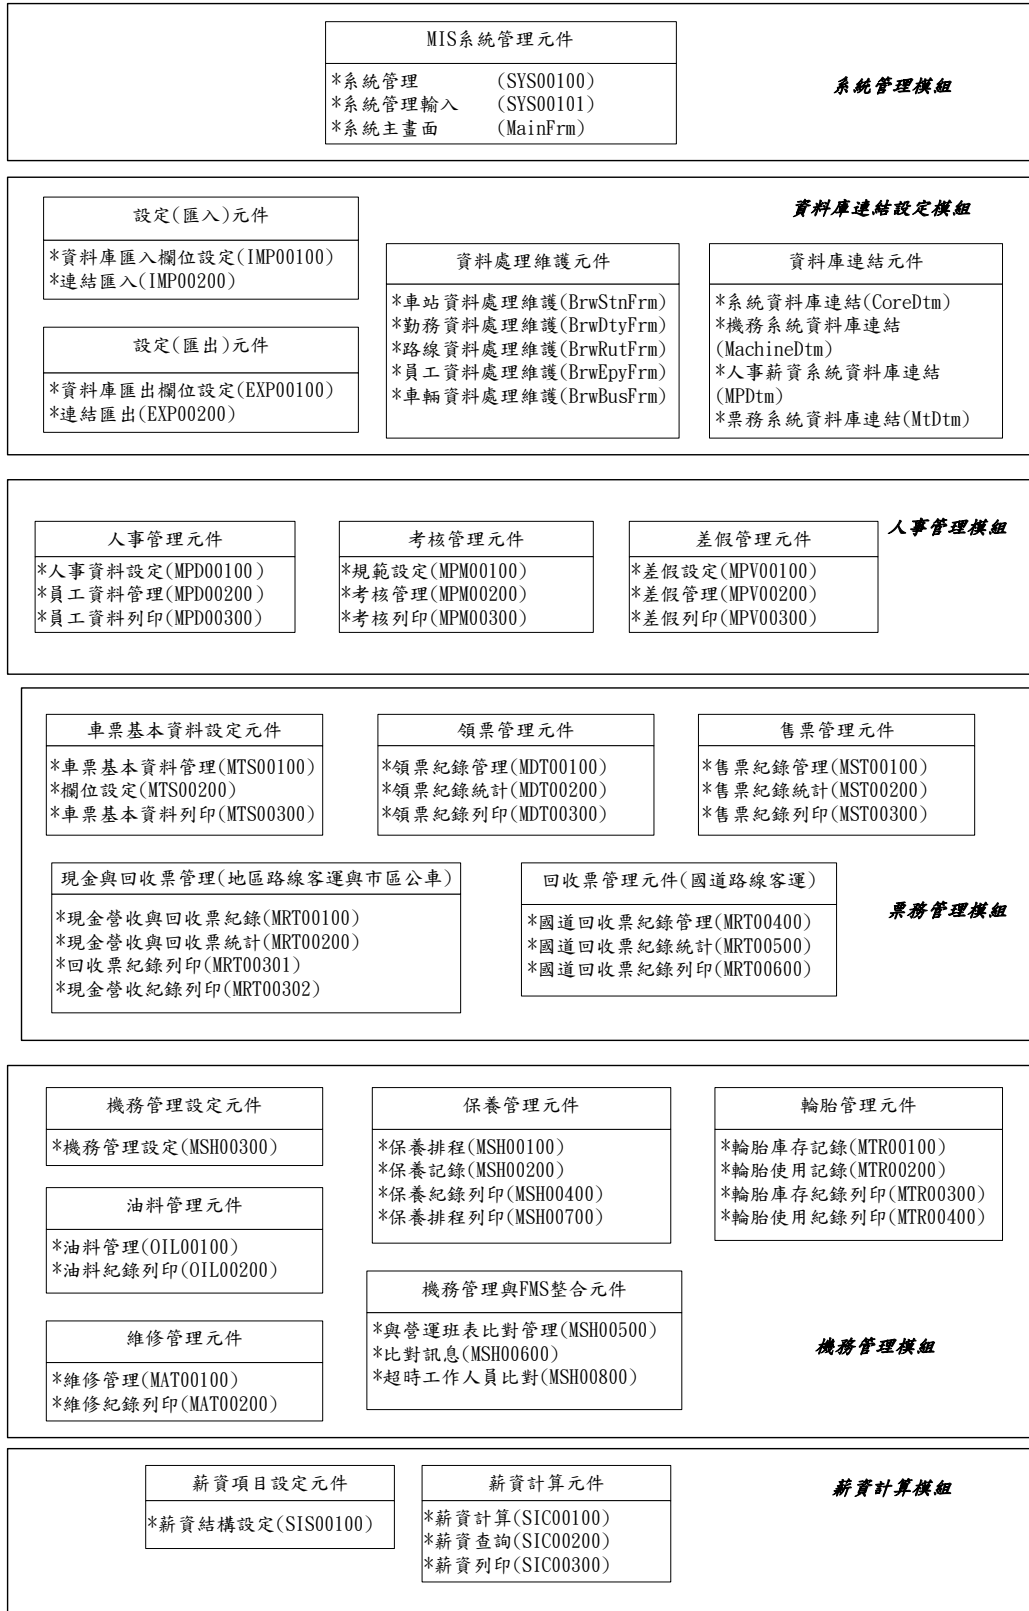 MIS系統管理元件
*系統管理 (SYS00100)
*系統管理輸入 (SYS00101)
*系統主畫面 (MainFrm)
系統管理模組
資料庫連結設定模組
設定(匯入)元件
*資料庫匯入欄位設定(IMP00100)
*連結匯入(IMP00200)
設定(匯出)元件
*資料庫匯出欄位設定(EXP00100)
*連結匯出(EXP00200)
資料處理維護元件
*車站資料處理維護(BrwStnFrm)
*勤務資料處理維護(BrwDtyFrm)
*路線資料處理維護(BrwRutFrm)
*員工資料處理維護(BrwEpyFrm)
*車輛資料處理維護(BrwBusFrm)
資料庫連結元件
*系統資料庫連結(CoreDtm)
*機務系統資料庫連結
(MachineDtm)
*人事薪資系統資料庫連結
(MPDtm)
*票務系統資料庫連結(MtDtm)
人事管理模組
人事管理元件
*人事資料設定(MPD00100)
*員工資料管理(MPD00200)
*員工資料列印(MPD00300)
考核管理元件
*規範設定(MPM00100)
*考核管理(MPM00200)
*考核列印(MPM00300)
差假管理元件
*差假設定(MPV00100)
*差假管理(MPV00200)
*差假列印(MPV00300)
車票基本資料設定元件
*車票基本資料管理(MTS00100)
*欄位設定(MTS00200)
*車票基本資料列印(MTS00300)
領票管理元件
*領票紀錄管理(MDT00100)
*領票紀錄統計(MDT00200)
*領票紀錄列印(MDT00300)
售票管理元件
*售票紀錄管理(MST00100)
*售票紀錄統計(MST00200)
*售票紀錄列印(MST00300)
現金與回收票管理(地區路線客運與市區公車)
*現金營收與回收票紀錄(MRT00100)
*現金營收與回收票統計(MRT00200)
*回收票紀錄列印(MRT00301)
*現金營收紀錄列印(MRT00302)
回收票管理元件(國道路線客運)
*國道回收票紀錄管理(MRT00400)
*國道回收票紀錄統計(MRT00500)
*國道回收票紀錄列印(MRT00600)
票務管理模組
機務管理設定元件
*機務管理設定(MSH00300)
保養管理元件
*保養排程(MSH00100)
*保養記錄(MSH00200)
*保養紀錄列印(MSH00400)
*保養排程列印(MSH00700)
輪胎管理元件
*輪胎庫存記錄(MTR00100)
*輪胎使用記錄(MTR00200)
*輪胎庫存紀錄列印(MTR00300)
*輪胎使用紀錄列印(MTR00400)
油料管理元件
*油料管理(OIL00100)
*油料紀錄列印(OIL00200)
機務管理與FMS整合元件
*與營運班表比對管理(MSH00500)
*比對訊息(MSH00600)
*超時工作人員比對(MSH00800)
維修管理元件
*維修管理(MAT00100)
*維修紀錄列印(MAT00200)
機務管理模組
薪資項目設定元件
*薪資結構設定(SIS00100)
薪資計算元件
*薪資計算(SIC00100)
*薪資查詢(SIC00200)
*薪資列印(SIC00300)
薪資計算模組